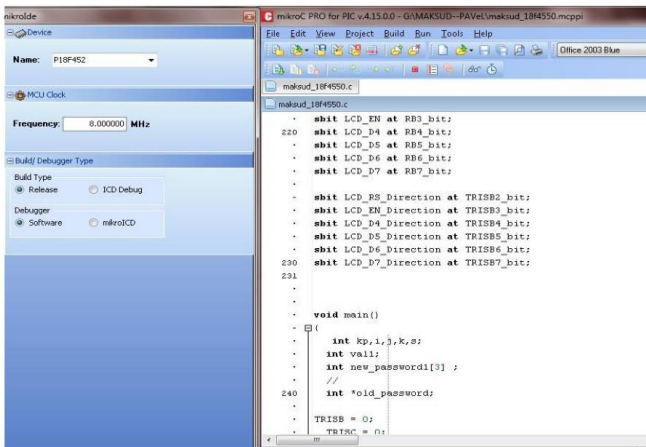 mikroIde
Device
Name: P18F452
MCU Clock
Frequency: 8.000000 MHz
Build/ Debugger Type
Build Type
Release ICD Debug
Debugger
Software mikroICD
mikroC PRO for PIC v.4.15.0.0 - G:\MAKSUD--PAVeL\maksud_18f4550.mcppi
File Edit View Project Build Run Tools Help
Office 2003 Blue
maksud_18f4550.c
maksud_18f4550.c
sbit LCD_EN at RB3_bit;
220 sbit LCD_D4 at RB4_bit;
sbit LCD_D5 at RB5_bit;
sbit LCD_D6 at RB6_bit;
sbit LCD_D7 at RB7_bit;
sbit LCD_RS_Direction at TRISB2_bit;
sbit LCD_EN_Direction at TRISB3_bit;
sbit LCD_D4_Direction at TRISB4_bit;
sbit LCD_D5_Direction at TRISB5_bit;
sbit LCD_D6_Direction at TRISB6_bit;
230 sbit LCD_D7_Direction at TRISB7_bit;
231
void main()
{
int kp,i,j,k,s;
int val1;
int new_password1[3] ;
//
240 int *old_password;
TRISB = 0;
TRISC = 0;